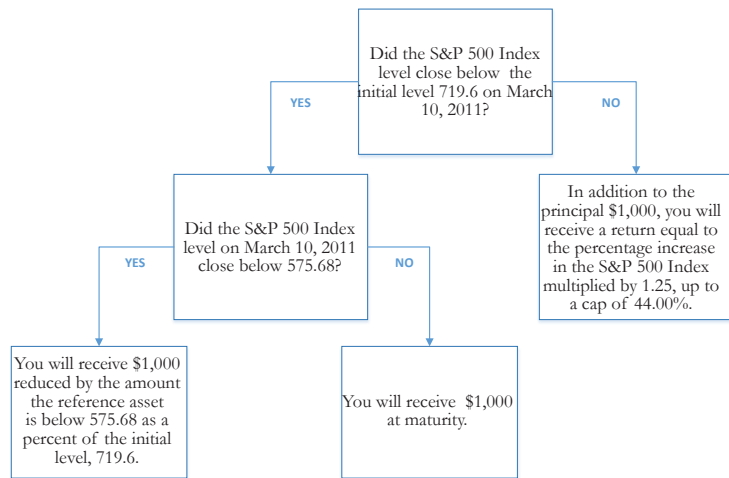 Did the S&P 500 Index
level close below the
initial level 719.6 on March
10, 2011?
YES
NO
Did the S&P 500 Index
level on March 10, 2011
close below 575.68?
In addition to the
principal $1,000, you will
receive a return equal to
the percentage increase
in the S&P 500 Index
multiplied by 1.25, up to
a cap of 44.00%.
YES
NO
You will receive $1,000
reduced by the amount
the reference asset
is below 575.68 as a
percent of the initial
level, 719.6.
You will receive $1,000
at maturity.